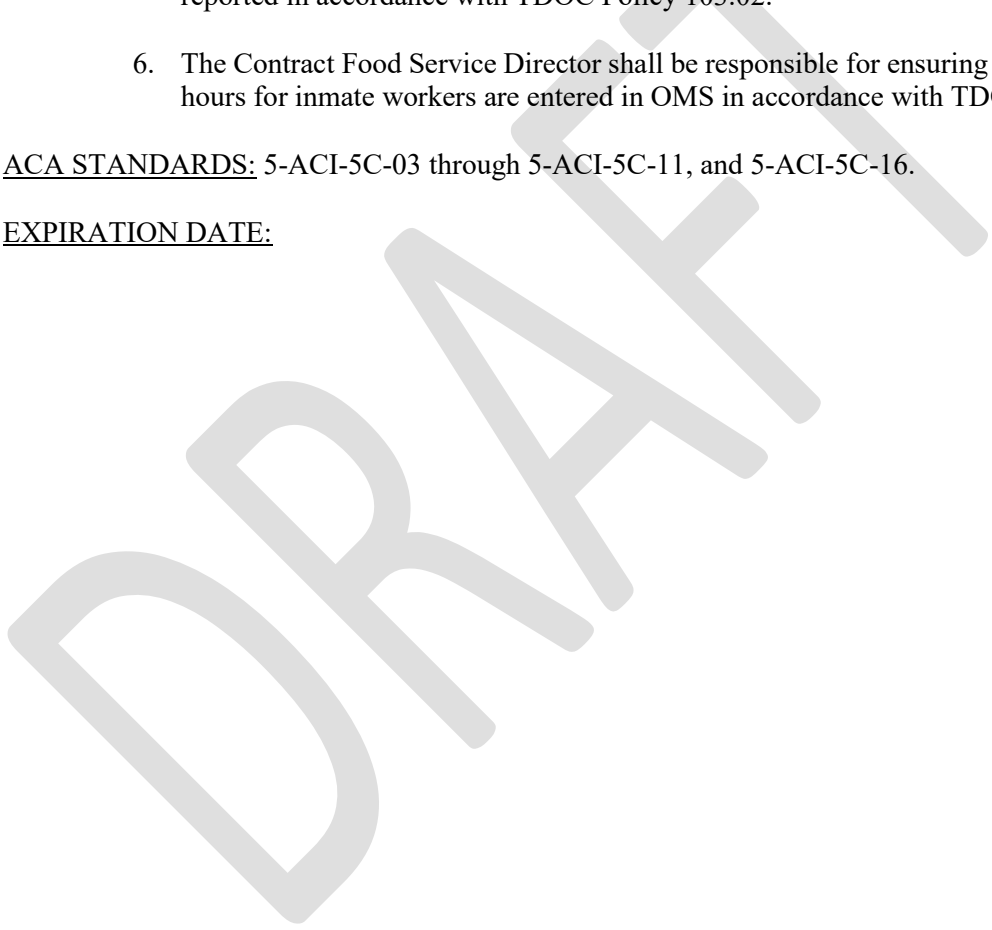 reported in accordance with TDOC Policy 103.02.
6. The Contract Food Service Director shall be responsible for ensuring
hours for inmate workers are entered in OMS in accordance with
ACA STANDARDS: 5-ACI-5C-03 through 5-ACI-5C-11, and 5-ACI-5C-16.
EXPIRATION DATE:
DRAFT